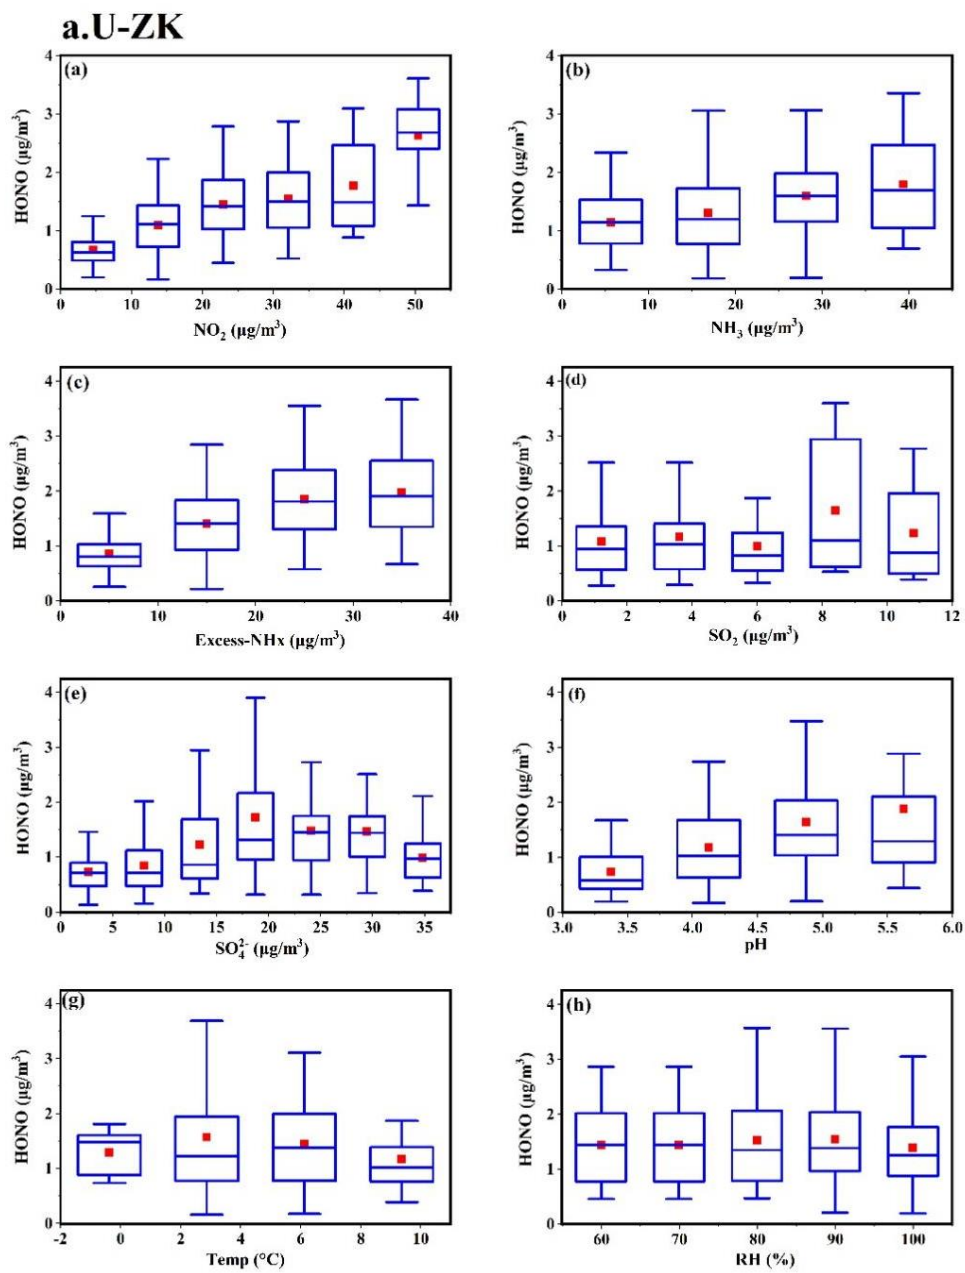 a.U-ZK
(a)
HONO (µg/m³)
4
3
2
1
0
0 10 20 30 40 50
NO₂ (µg/m³)
(b)
HONO (µg/m³)
4
3
2
1
0
0 10 20 30 40
NH₃ (µg/m³)
(c)
HONO (µg/m³)
4
3
2
1
0
0 10 20 30 40
Excess-NHx (µg/m³)
(d)
HONO (µg/m³)
4
3
2
1
0
0 2 4 6 8 10 12
SO₂ (µg/m³)
(e)
HONO (µg/m³)
4
3
2
1
0
0 5 10 15 20 25 30 35
SO₄²⁻ (µg/m³)
(f)
HONO (µg/m³)
4
3
2
1
0
3.0 3.5 4.0 4.5 5.0 5.5 6.0
pH
(g)
HONO (µg/m³)
4
3
2
1
0
-2 0 2 4 6 8 10
Temp (°C)
(h)
HONO (µg/m³)
4
3
2
1
0
60 70 80 90 100
RH (%)